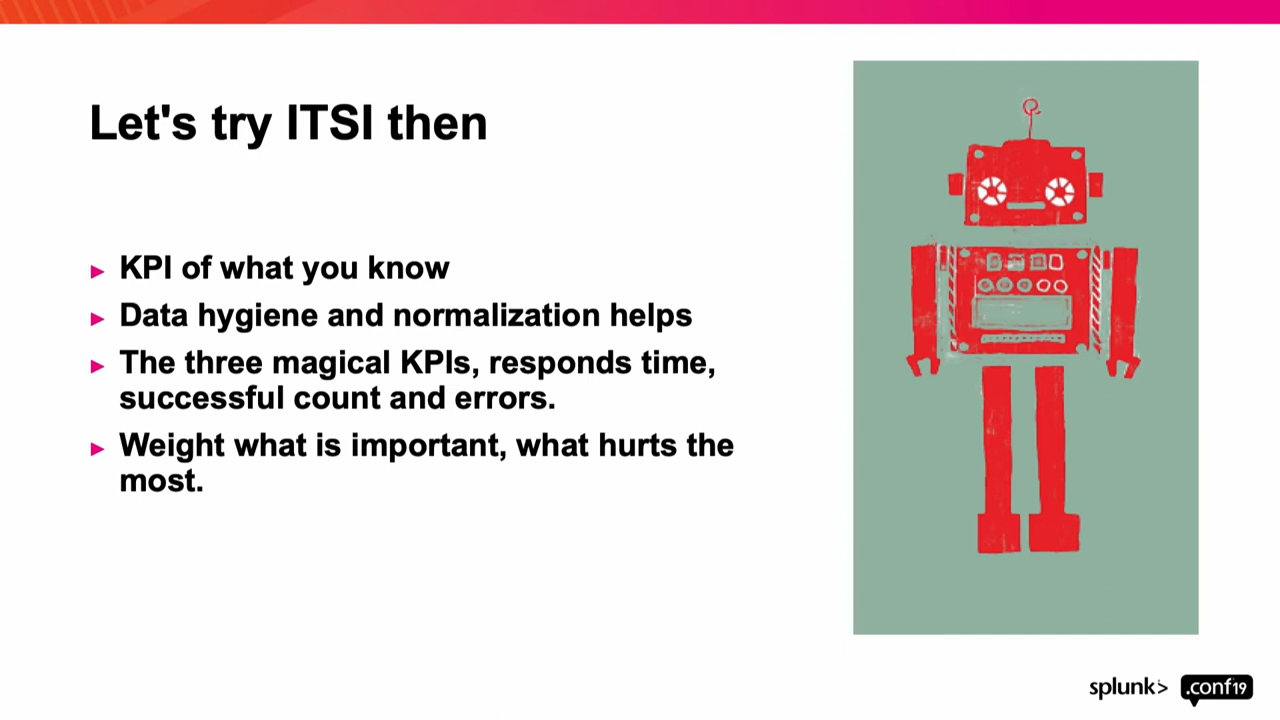 Let's try ITSI then
► KPI of what you know
► Data hygiene and normalization helps
► The three magical KPIs, responds time,
successful count and errors.
► Weight what is important, what hurts the
most.
splunk> .conf19